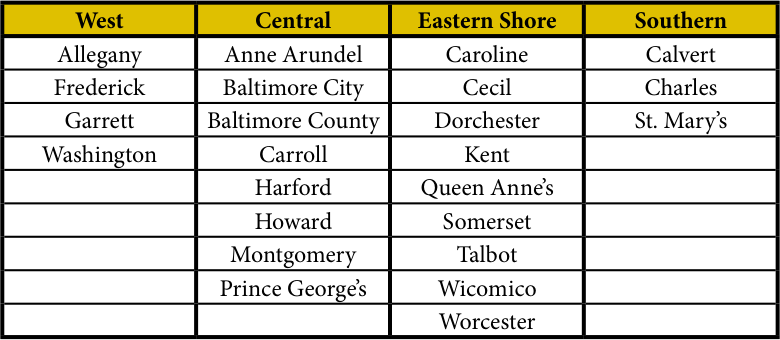 West Central Eastern Shore Southern
Allegany Anne Arundel Caroline Calvert
Frederick Baltimore City Cecil Charles
Garrett Baltimore County Dorchester St. Mary’s
Washington Carroll Kent
Harford Queen Anne’s
Howard Somerset
Montgomery Talbot
Prince George’s Wicomico
Worcester